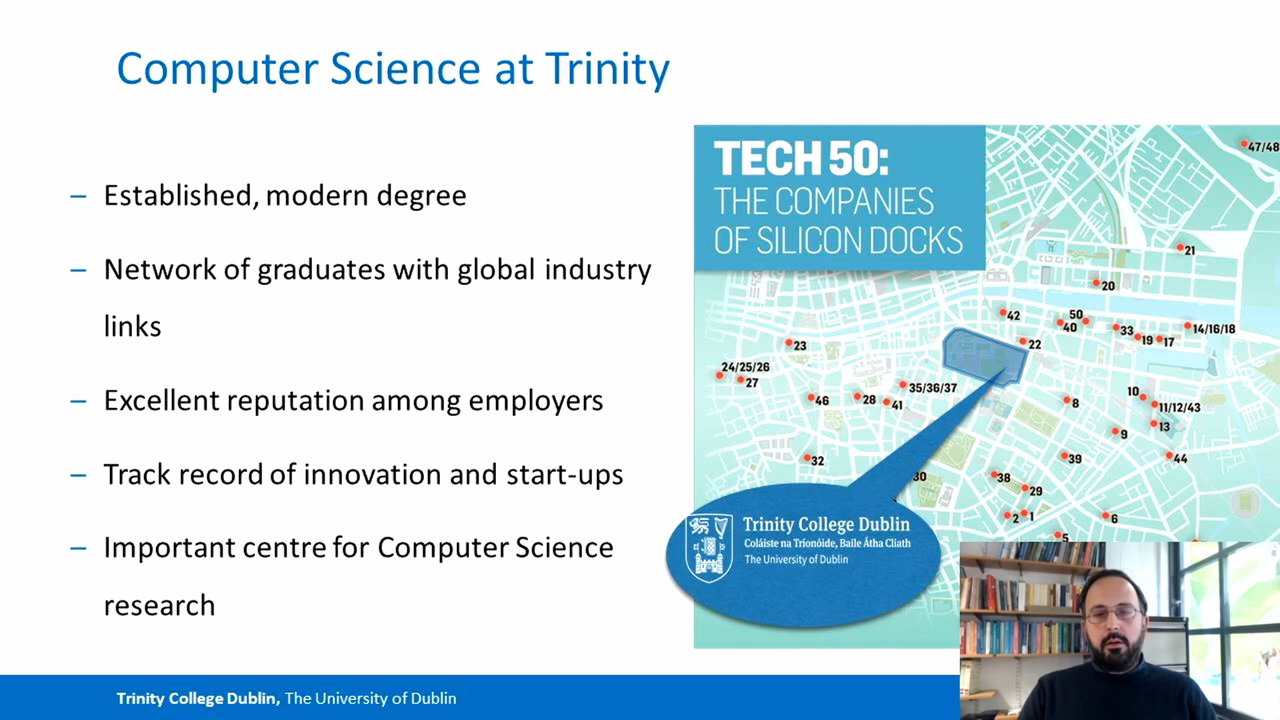 Computer Science at Trinity
– Established, modern degree
– Network of graduates with global industry
links
– Excellent reputation among employers
– Track record of innovation and start-ups
– Important centre for Computer Science
research
TECH 50:
THE COMPANIES
OF SILICON DOCKS
47/48
21
20
42
50
40
33
19
17
14/16/18
22
23
24/25/26
27
35/36/37
46
28
41
8
10
11/12/43
13
9
44
39
32
30
38
29
2
1
6
5
Trinity College Dublin
Coláiste na Tríonóide, Baile Átha Cliath
The University of Dublin
Trinity College Dublin, The University of Dublin